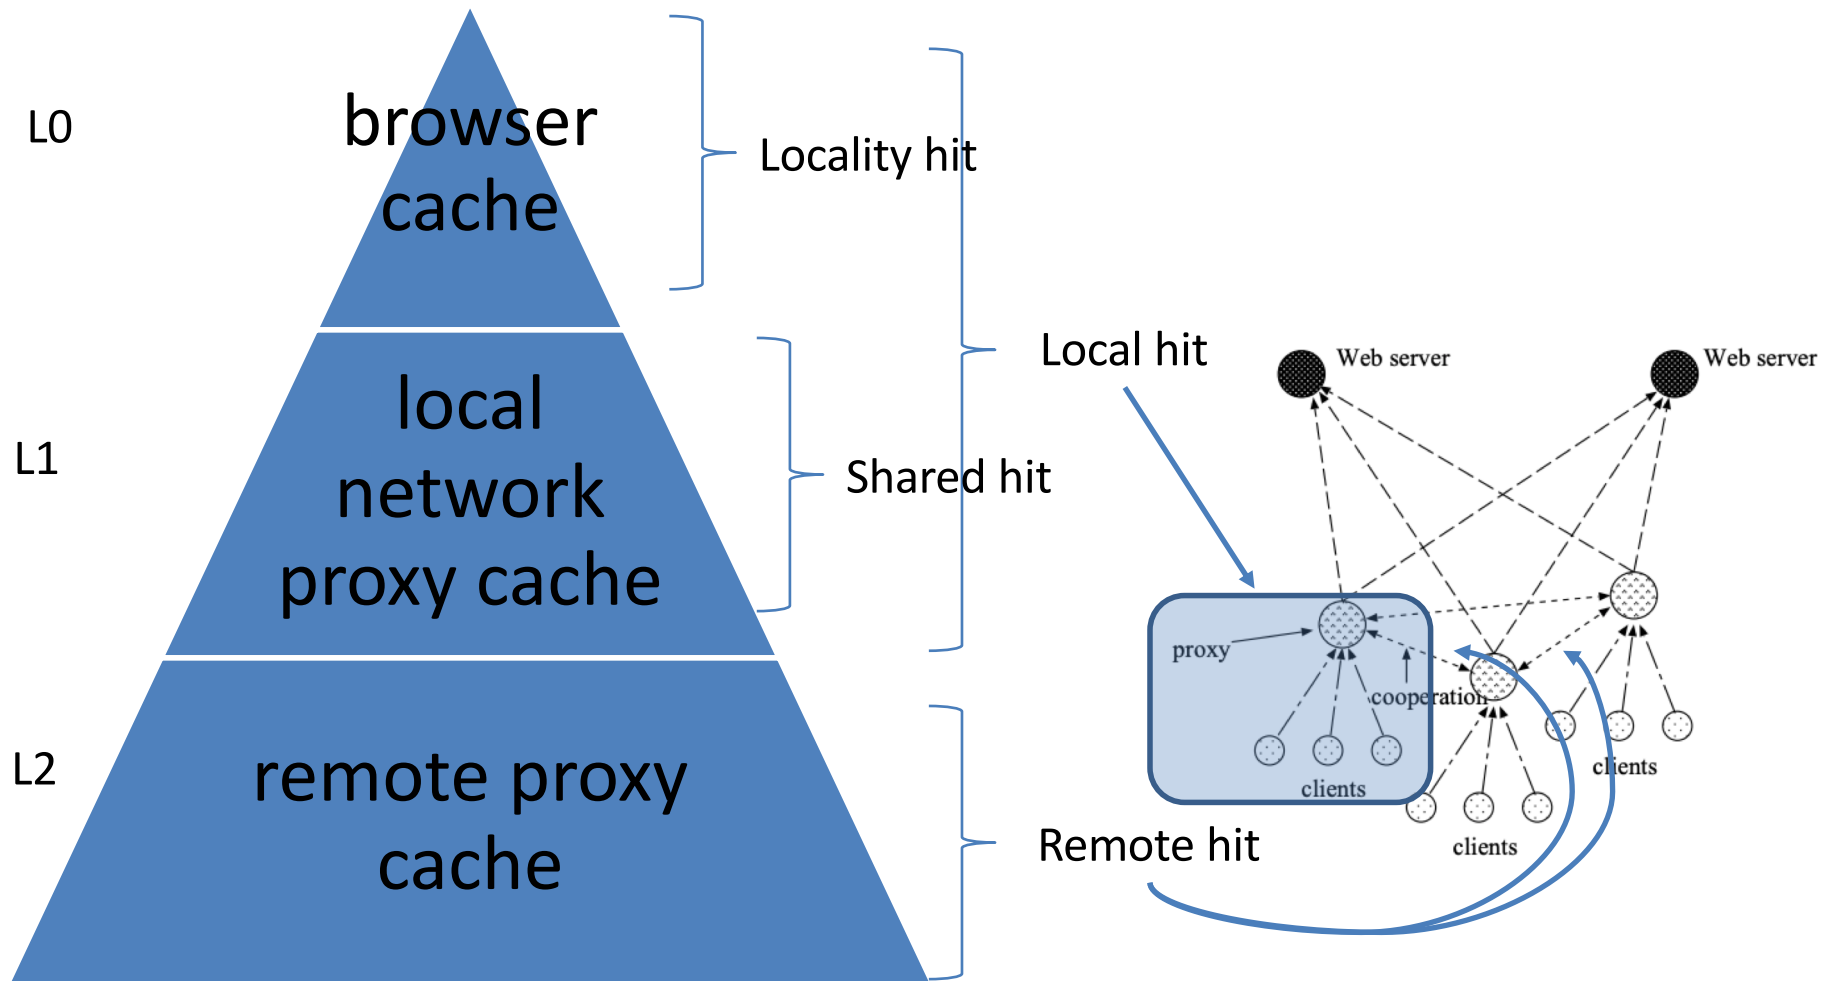 L0
browser
cache
Locality hit
Local hit
L1
local
network
proxy cache
Shared hit
L2
remote proxy
cache
Remote hit
Web server
Web server
proxy
cooperation
clients
clients
clients